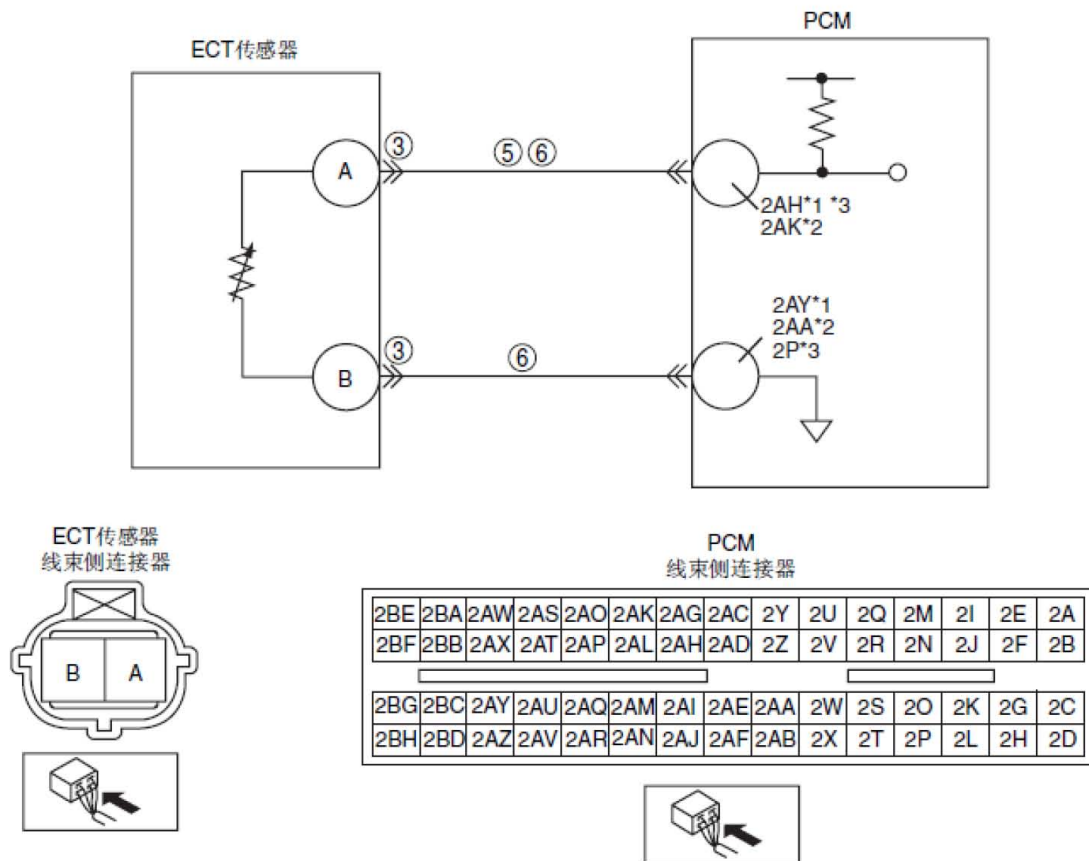 PCM
ECT传感器
A
③
⑤ ⑥
2AH*1 *3
2AK*2
B
③
⑥
2AY*1
2AA*2
2P*3
ECT传感器
线束侧连接器
B A
PCM
线束侧连接器
2BE 2BA 2AW 2AS 2AO 2AK 2AG 2AC 2Y 2U 2Q 2M 2I 2E 2A
2BF 2BB 2AX 2AT 2AP 2AL 2AH 2AD 2Z 2V 2R 2N 2J 2F 2B
2BG 2BC 2AY 2AU 2AQ 2AM 2AI 2AE 2AA 2W 2S 2O 2K 2G 2C
2BH 2BD 2AZ 2AV 2AR 2AN 2AJ 2AF 2AB 2X 2T 2P 2L 2H 2D